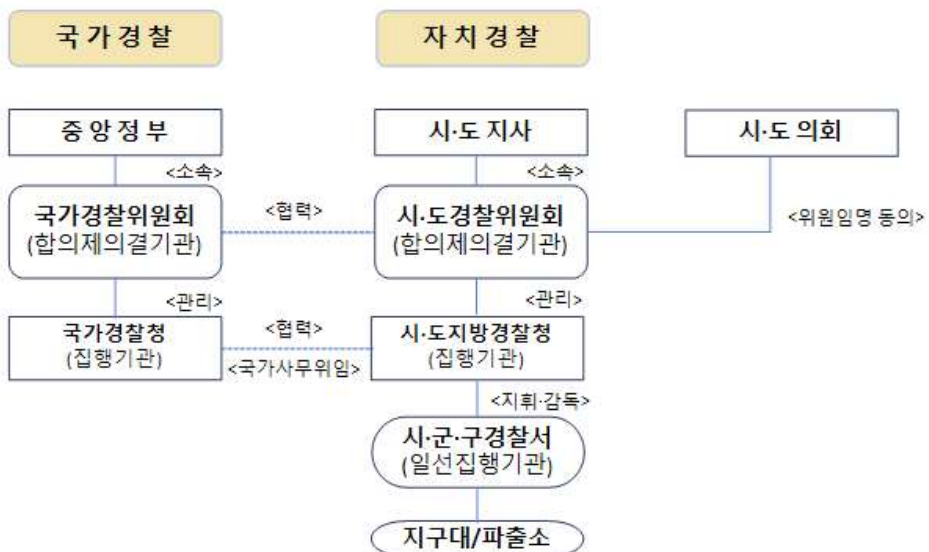 국 가 경 찰
자 치 경 찰
중 앙 정 부
시·도 지사
시·도 의회
<소속>
<소속>
국가경찰위원회
(합의제의결기관)
<협력>
시·도경찰위원회
(합의제의결기관)
<위원임명 동의>
<관리>
<관리>
국가경찰청
(집행기관)
<협력>
<국가사무위임>
시·도지방경찰청
(집행기관)
<지휘·감독>
시·군·구경찰서
(일선집행기관)
지구대/파출소